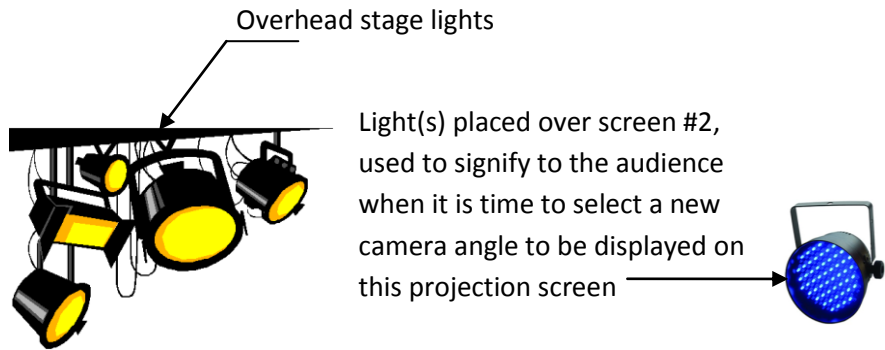 Overhead stage lights
Light(s) placed over screen #2,
used to signify to the audience
when it is time to select a new
camera angle to be displayed on
this projection screen